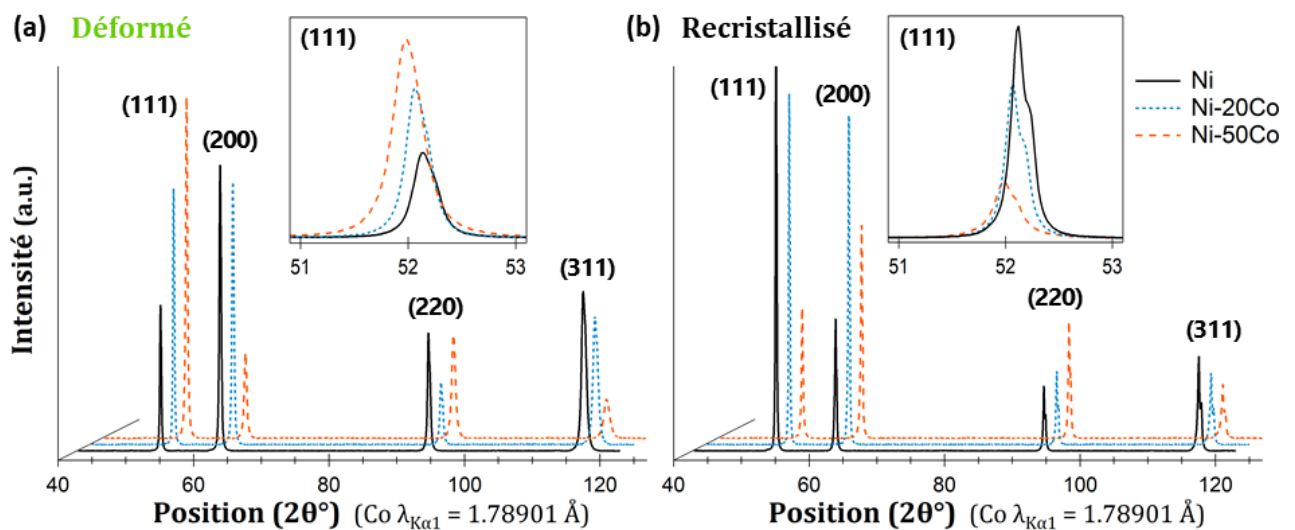 (a) Déformé
(111)
(111)
(200)
(220)
(311)
51 52 53
Intensité (a.u.)
40 60 80 100 120
Position (2θ°) (Co λKα1 = 1.78901 Å)
(b) Recristallisé
(111)
(111)
(200)
(220)
(311)
51 52 53
Ni
Ni-20Co
Ni-50Co
40 60 80 100 120
Position (2θ°) (Co λKα1 = 1.78901 Å)